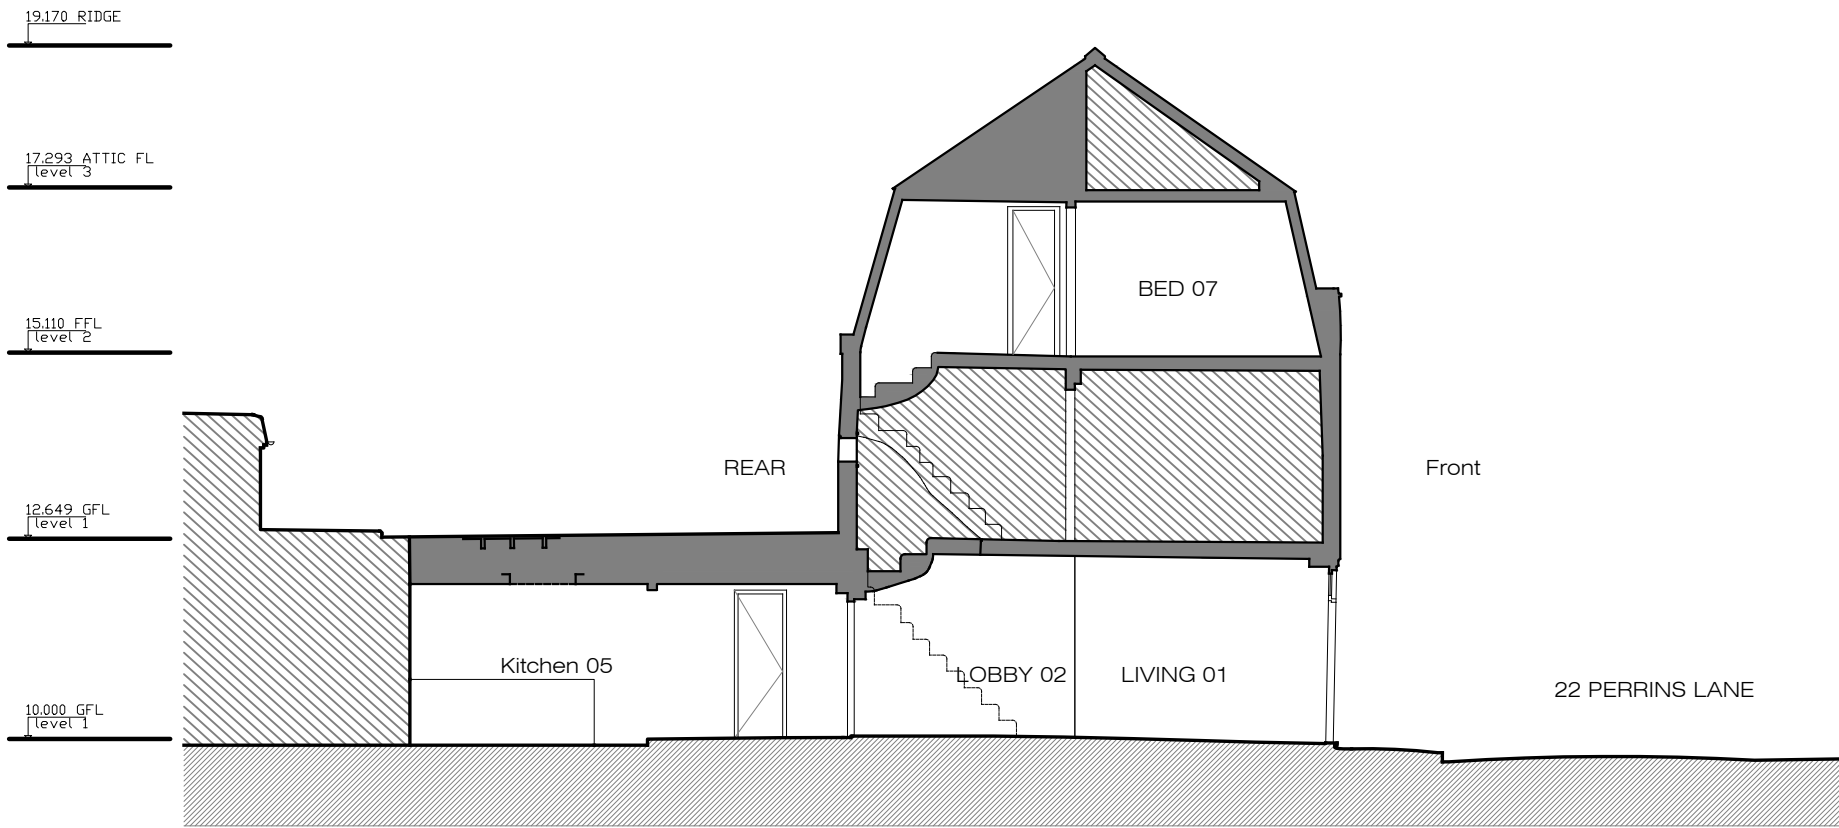 19.170 RIDGE
17.293 ATTIC FL
level 3
BED 07
15.110 FFL
level 2
REAR
Front
12.649 GFL
level 1
Kitchen 05
LOBBY 02
LIVING 01
22 PERRINS LANE
10.000 GFL
level 1